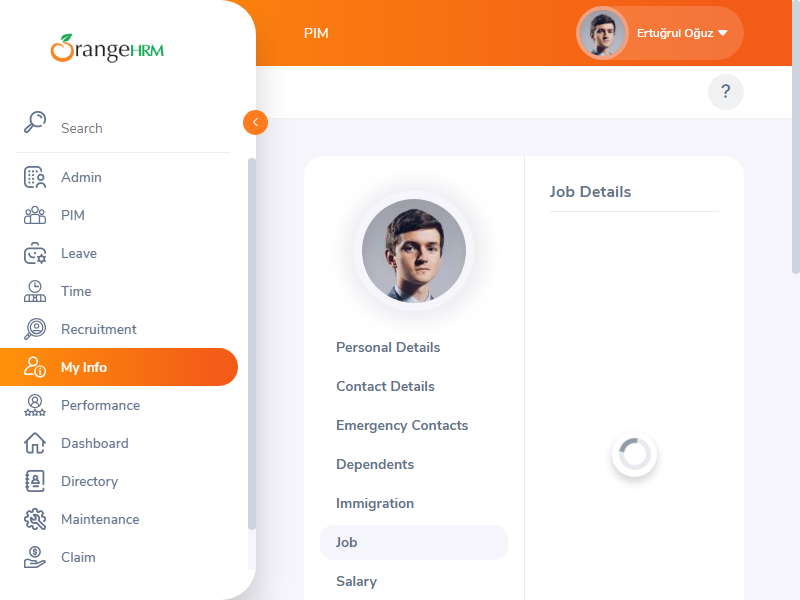 OrangeHRM
Search
Admin
PIM
Leave
Time
Recruitment
My Info
Performance
Dashboard
Directory
Maintenance
Claim
PIM
Ertuğrul Oğuz
?
Personal Details
Contact Details
Emergency Contacts
Dependents
Immigration
Job
Salary
Job Details